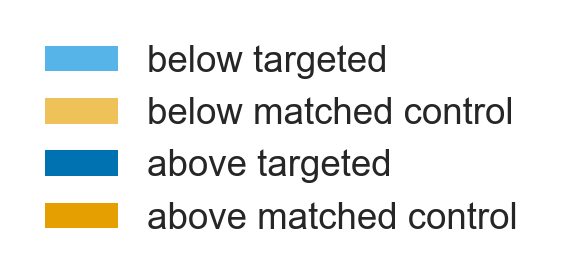 below targeted
below matched control
above targeted
above matched control